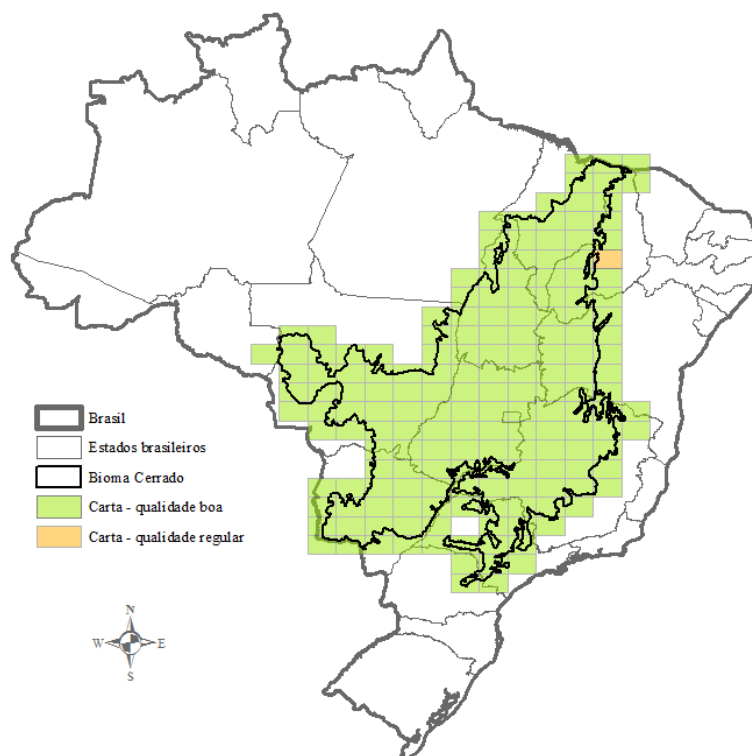 Brasil
Estados brasileiros
Bioma Cerrado
Carta - qualidade boa
Carta - qualidade regular
N
W E
S